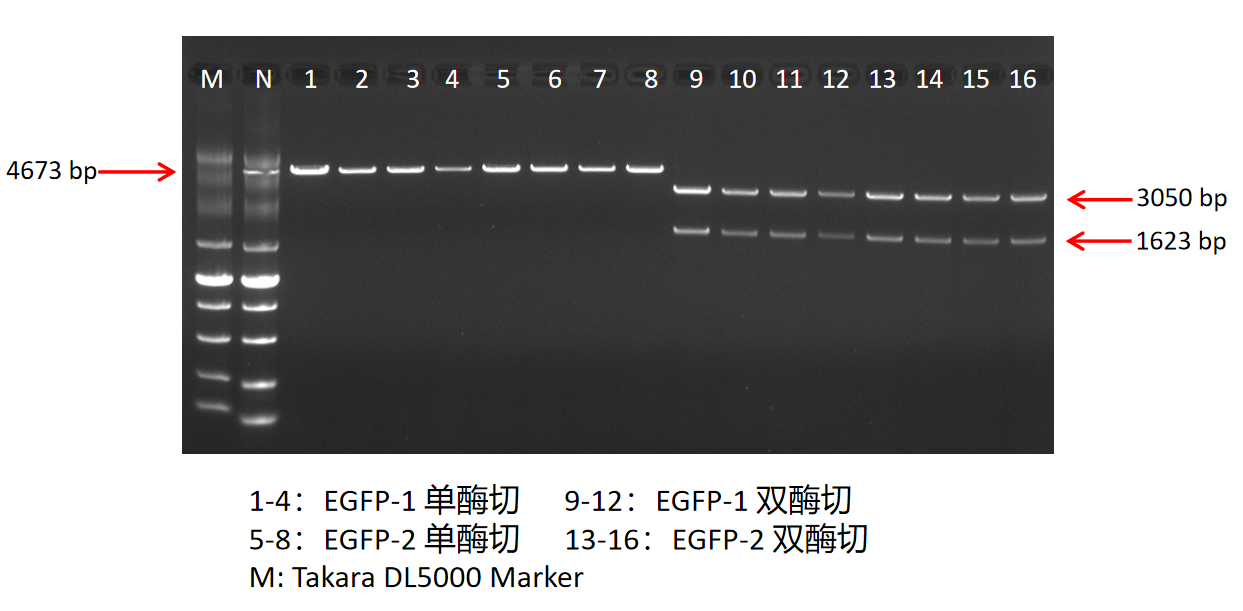 M N 1 2 3 4 5 6 7 8 9 10 11 12 13 14 15 16
4673 bp
3050 bp
1623 bp
1-4：EGFP-1 单酶切 9-12：EGFP-1 双酶切
5-8：EGFP-2 单酶切 13-16：EGFP-2 双酶切
M: Takara DL5000 Marker